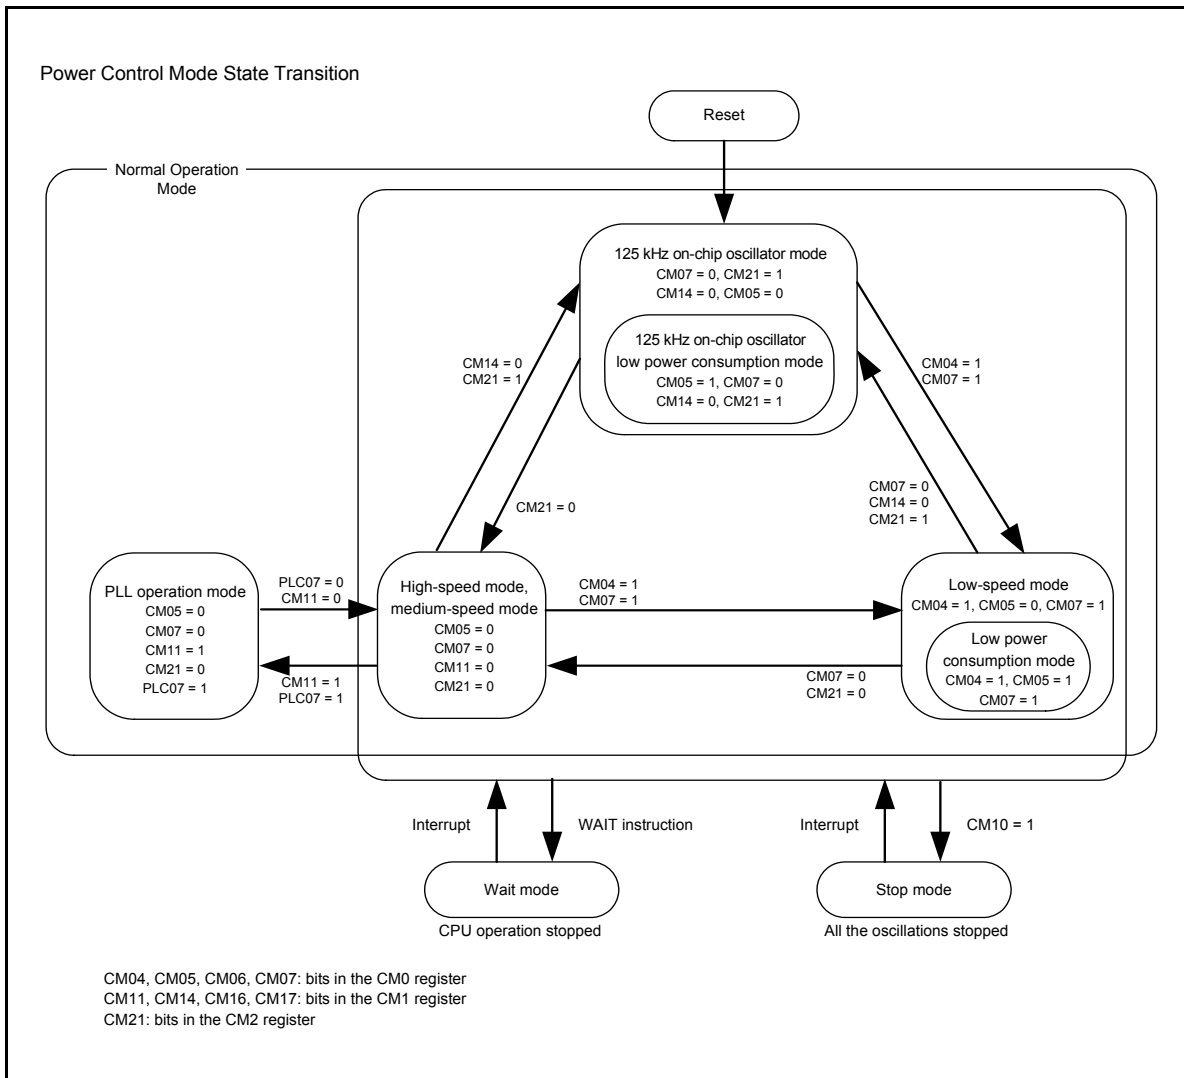 Power Control Mode State Transition
Reset
Normal Operation
Mode
125 kHz on-chip oscillator mode
CM07 = 0, CM21 = 1
CM14 = 0, CM05 = 0
125 kHz on-chip oscillator
low power consumption mode
CM05 = 1, CM07 = 0
CM14 = 0, CM21 = 1
CM14 = 0
CM21 = 1
CM04 = 1
CM07 = 1
CM21 = 0
CM07 = 0
CM14 = 0
CM21 = 1
PLL operation mode
CM05 = 0
CM07 = 0
CM11 = 1
CM21 = 0
PLC07 = 1
PLC07 = 0
CM11 = 0
CM11 = 1
PLC07 = 1
High-speed mode,
medium-speed mode
CM05 = 0
CM07 = 0
CM11 = 0
CM21 = 0
CM04 = 1
CM07 = 1
CM07 = 0
CM21 = 0
Low-speed mode
CM04 = 1, CM05 = 0, CM07 = 1
Low power
consumption mode
CM04 = 1, CM05 = 1
CM07 = 1
Interrupt
WAIT instruction
Interrupt
CM10 = 1
Wait mode
Stop mode
CPU operation stopped
All the oscillations stopped
CM04, CM05, CM06, CM07: bits in the CM0 register
CM11, CM14, CM16, CM17: bits in the CM1 register
CM21: bits in the CM2 register